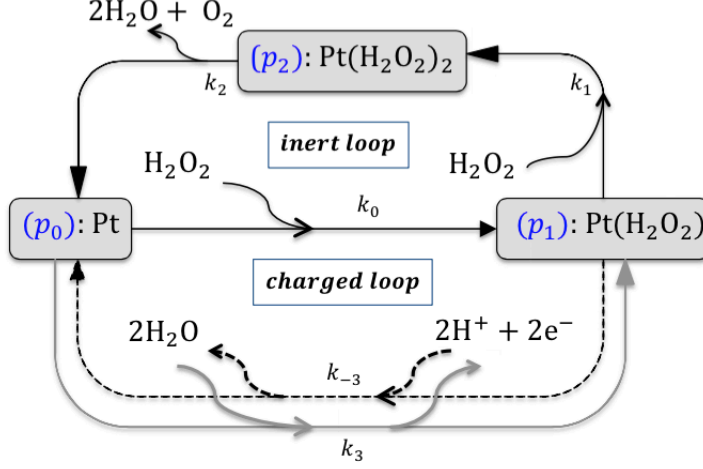 2H₂O + O₂
(p₂): Pt(H₂O₂)₂
k₂
k₁
inert loop
H₂O₂
H₂O₂
k₀
(p₀): Pt
(p₁): Pt(H₂O₂)
charged loop
2H₂O
2H⁺ + 2e⁻
k₋₃
k₃